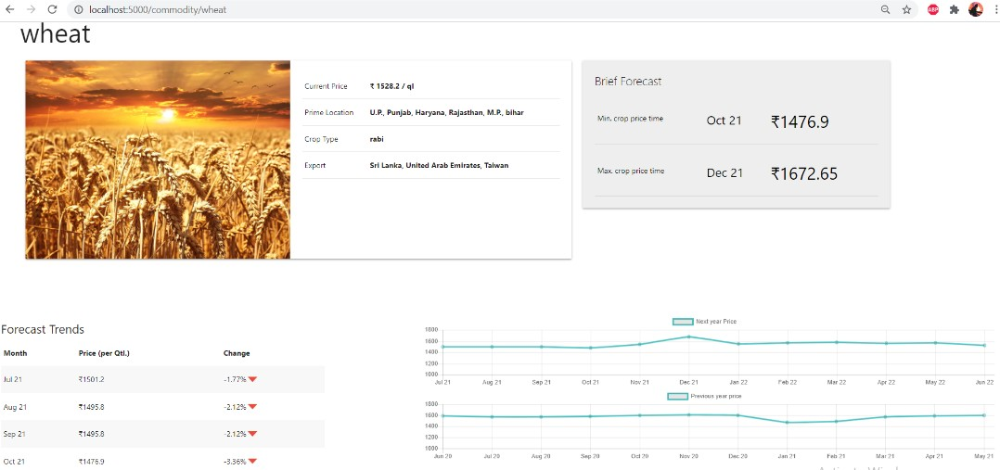 localhost:5000/commodity/wheat
ABP
wheat
Current Price ₹ 1528.2 / ql
Prime Location U.P., Punjab, Haryana, Rajasthan, M.P., bihar
Crop Type rabi
Export Sri Lanka, United Arab Emirates, Taiwan
Brief Forecast
Min. crop price time Oct 21 ₹1476.9
Max. crop price time Dec 21 ₹1672.65
Forecast Trends
Month Price (per Qtl.) Change
Jul 21 ₹1501.2 -1.77%
Aug 21 ₹1495.8 -2.12%
Sep 21 ₹1495.8 -2.12%
Oct 21 ₹1476.9 -3.36%
Next year Price
1800
1600
1400
1200
1000
Jul 21 Aug 21 Sep 21 Oct 21 Nov 21 Dec 21 Jan 22 Feb 22 Mar 22 Apr 22 May 22 Jun 22
Previous year price
1800
1600
1400
1200
1000
Jun 20 Jul 20 Aug 20 Sep 20 Oct 20 Nov 20 Dec 20 Jan 21 Feb 21 Mar 21 Apr 21 May 21